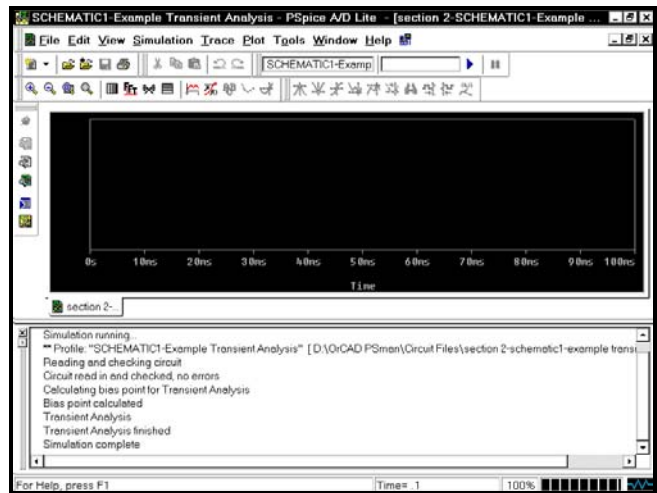 SCHEMATIC1-Example Transient Analysis - PSpice A/D Lite - [section 2-SCHEMATIC1-Example ...
File Edit View Simulation Trace Plot Tools Window Help
SCHEMATIC1-Examp
0s 10ns 20ns 30ns 40ns 50ns 60ns 70ns 80ns 90ns 100ns
Time
section 2-...
Simulation running...
** Profile: "SCHEMATIC1-Example Transient Analysis" [ D:\OrCAD PSman\Circuit Files\section 2-schematic1-example transi
Reading and checking circuit
Circuit read in and checked, no errors
Calculating bias point for Transient Analysis
Bias point calculated
Transient Analysis
Transient Analysis finished
Simulation complete
For Help, press F1 Time= .1 100%